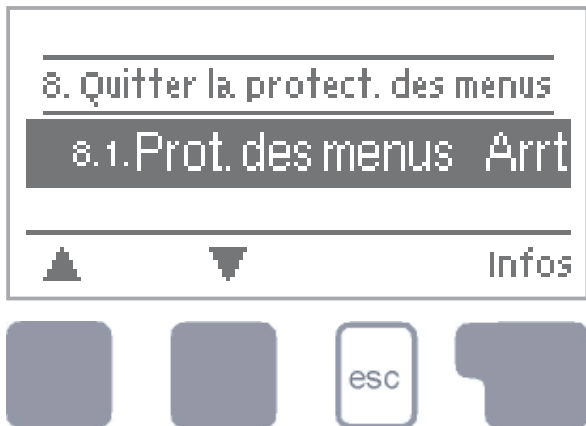 8. Quitter la protect. des menus
8.1. Prot. des menus Arrt
Infos
esc